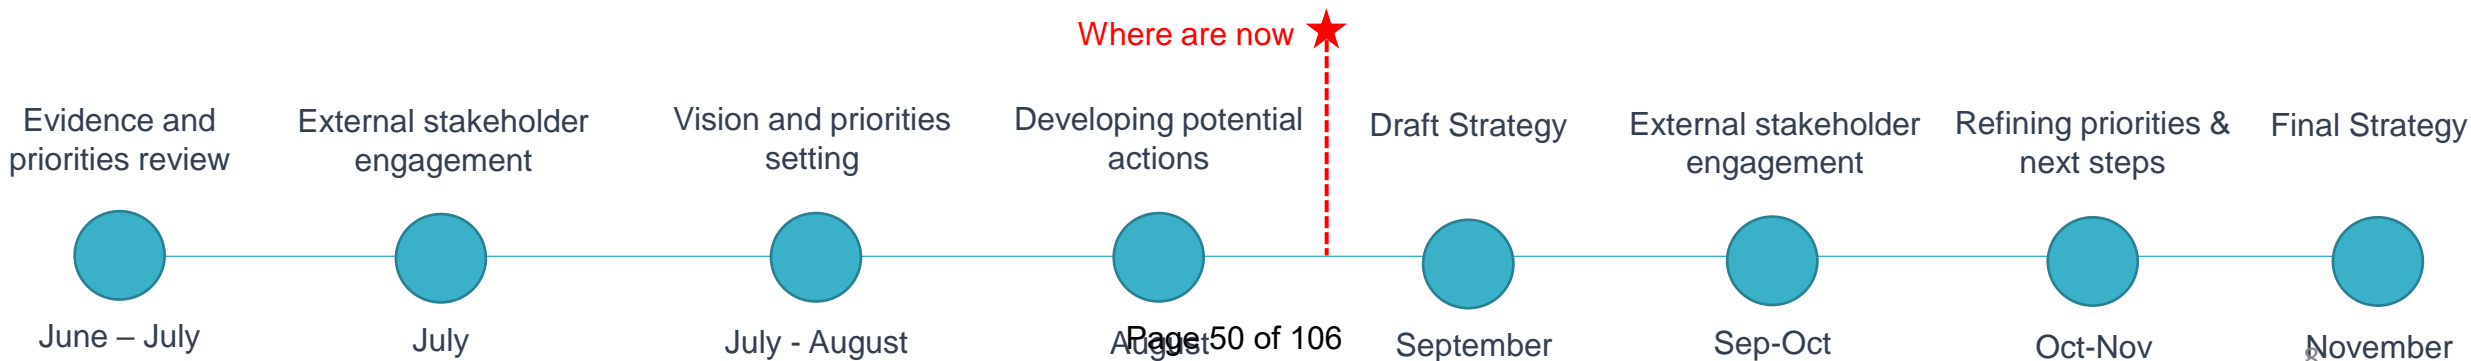 Where are now
Evidence and
priorities review
External stakeholder
engagement
Vision and priorities
setting
Developing potential
actions
Draft Strategy
External stakeholder
engagement
Refining priorities &
next steps
Final Strategy
June – July
July
July - August
August
Page 50 of 106
September
Sep-Oct
Oct-Nov
November
8